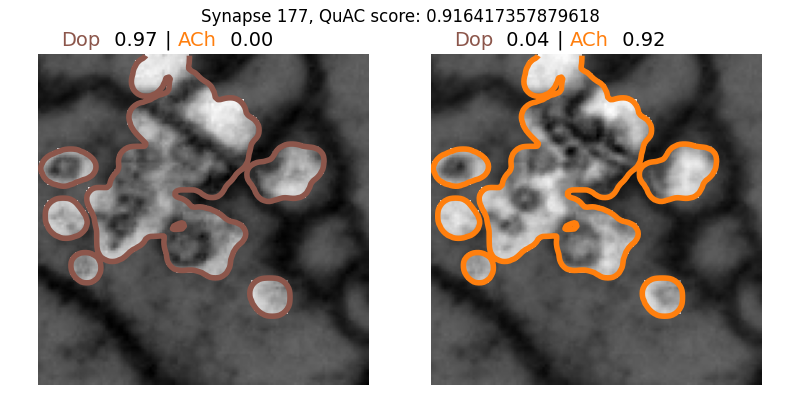 Synapse 177, QuAC score: 0.916417357879618
Dop 0.97 | ACh 0.00
Dop 0.04 | ACh 0.92